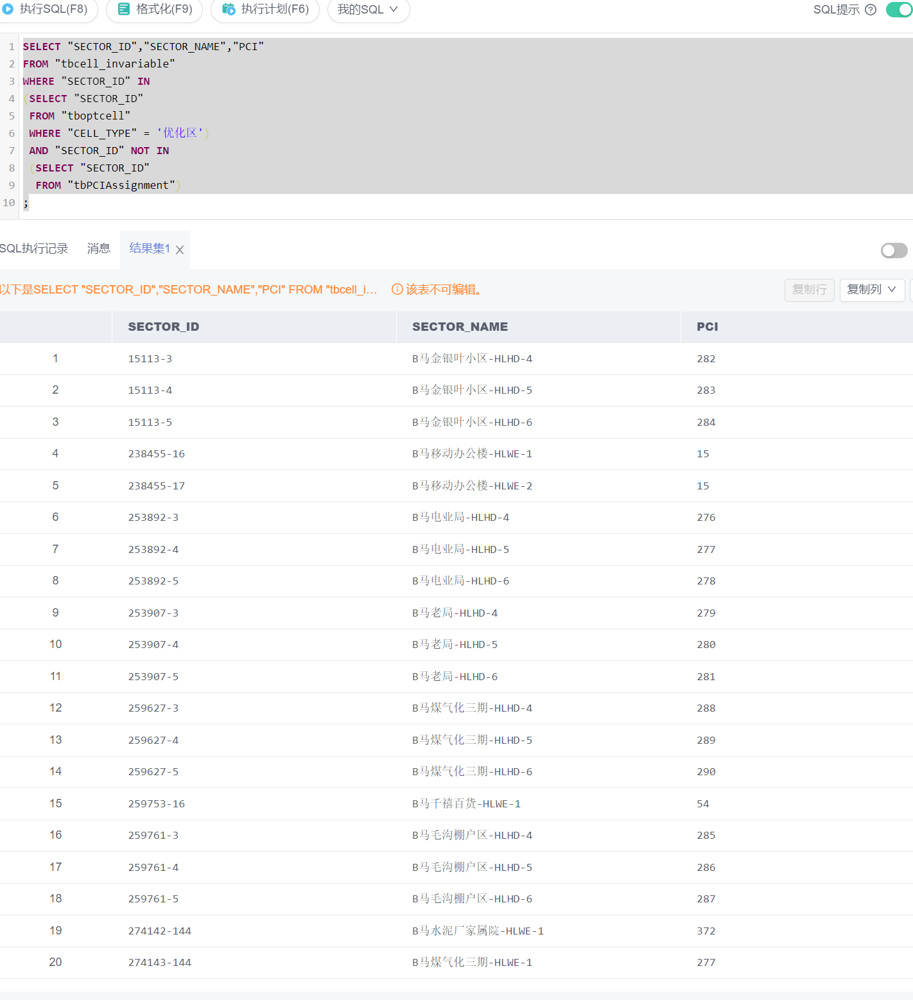 执行SQL(F8) 格式化(F9) 执行计划(F6) 我的SQL SQL提示
1 SELECT "SECTOR_ID","SECTOR_NAME","PCI"
2 FROM "tbcell_invariable"
3 WHERE "SECTOR_ID" IN
4 (SELECT "SECTOR_ID"
5 FROM "tboptcell"
6 WHERE "CELL_TYPE" = '优化区')
7 AND "SECTOR_ID" NOT IN
8 (SELECT "SECTOR_ID"
9 FROM "tbPCIAssignment")
10 ;
SQL执行记录 消息 结果集1
以下是SELECT "SECTOR_ID","SECTOR_NAME","PCI" FROM "tbcell_i... 该表不可编辑。 复制行 复制列
SECTOR_ID SECTOR_NAME PCI
1 15113-3 B马金银叶小区-HLHD-4 282
2 15113-4 B马金银叶小区-HLHD-5 283
3 15113-5 B马金银叶小区-HLHD-6 284
4 238455-16 B马移动办公楼-HLWE-1 15
5 238455-17 B马移动办公楼-HLWE-2 15
6 253892-3 B马电业局-HLHD-4 276
7 253892-4 B马电业局-HLHD-5 277
8 253892-5 B马电业局-HLHD-6 278
9 253907-3 B马老局-HLHD-4 279
10 253907-4 B马老局-HLHD-5 280
11 253907-5 B马老局-HLHD-6 281
12 259627-3 B马煤气化三期-HLHD-4 288
13 259627-4 B马煤气化三期-HLHD-5 289
14 259627-5 B马煤气化三期-HLHD-6 290
15 259753-16 B马千禧百货-HLWE-1 54
16 259761-3 B马毛沟棚户区-HLHD-4 285
17 259761-4 B马毛沟棚户区-HLHD-5 286
18 259761-5 B马毛沟棚户区-HLHD-6 287
19 274142-144 B马水泥厂家属院-HLWE-1 372
20 274143-144 B马煤气化三期-HLWE-1 277